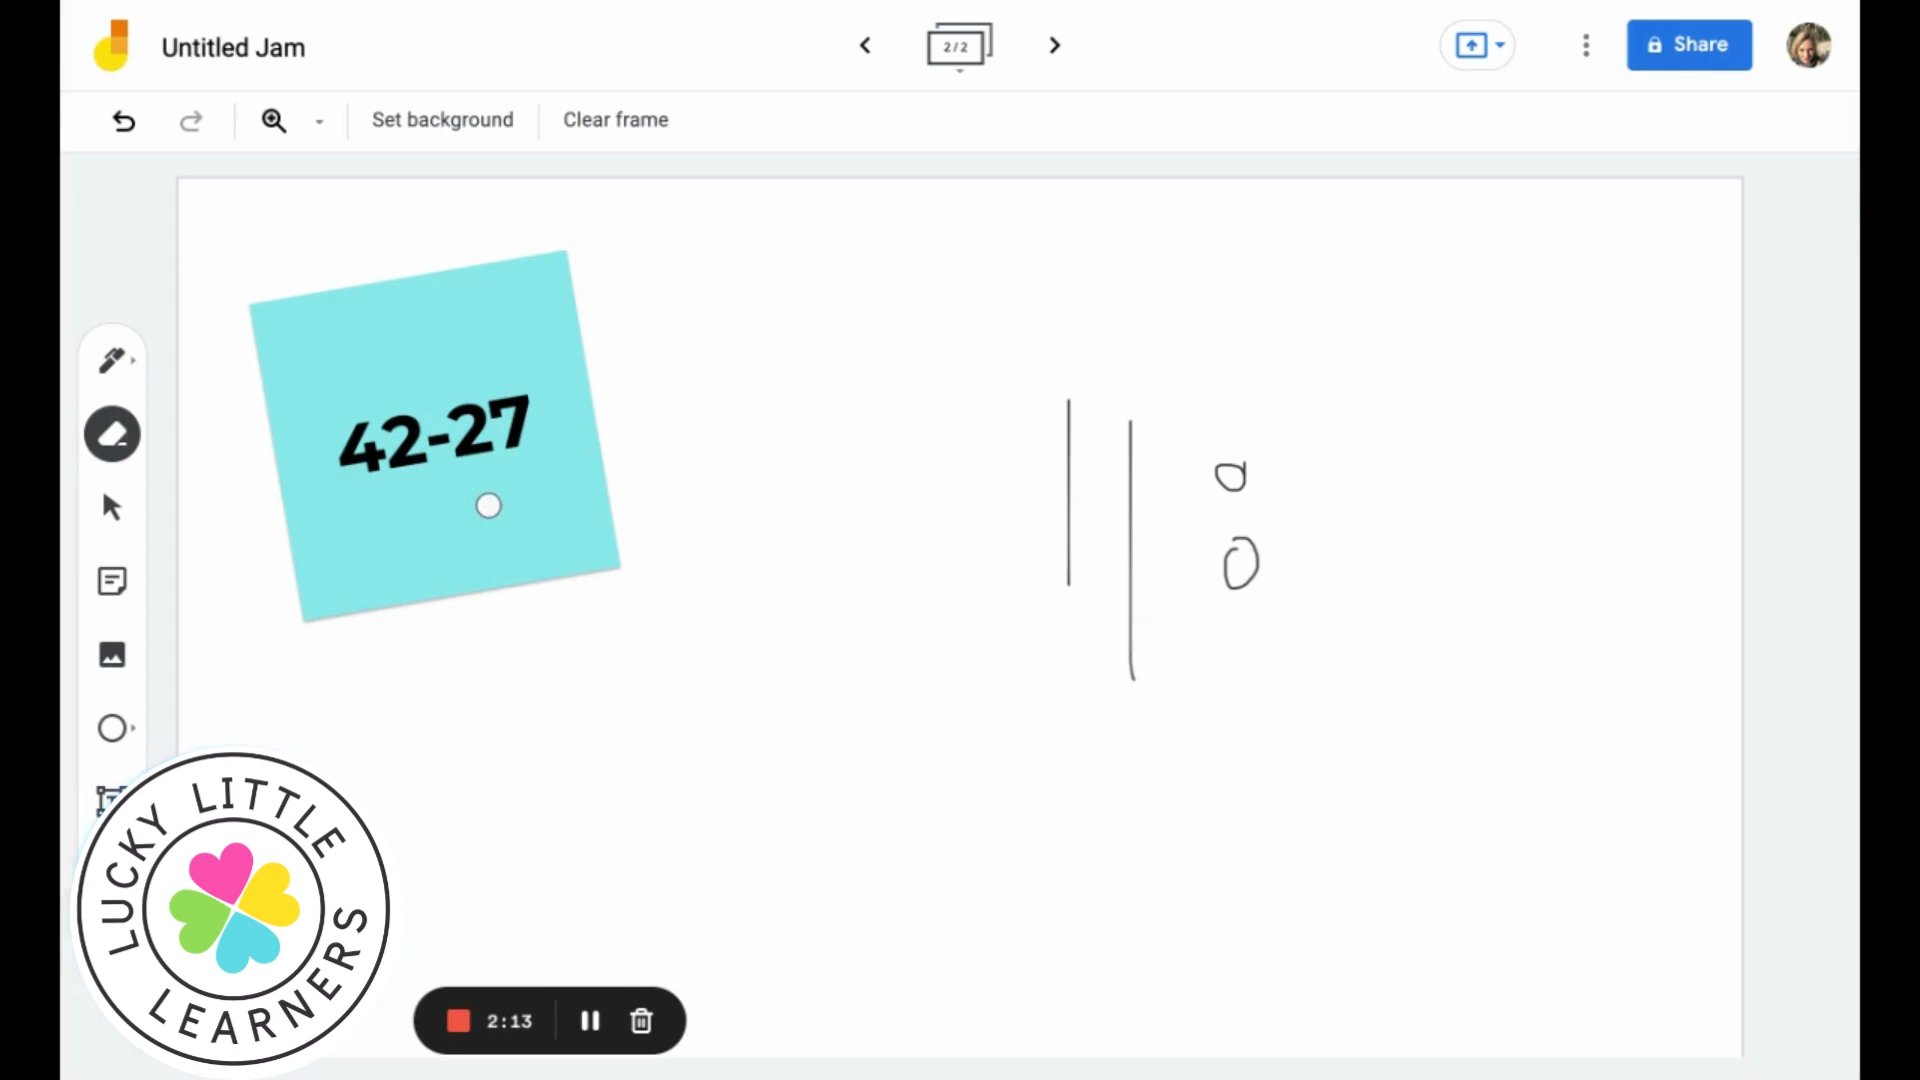 Untitled Jam
2/2
Share
Set background
Clear frame
42-27
LUCKY LITTLE LEARNERS
2:13